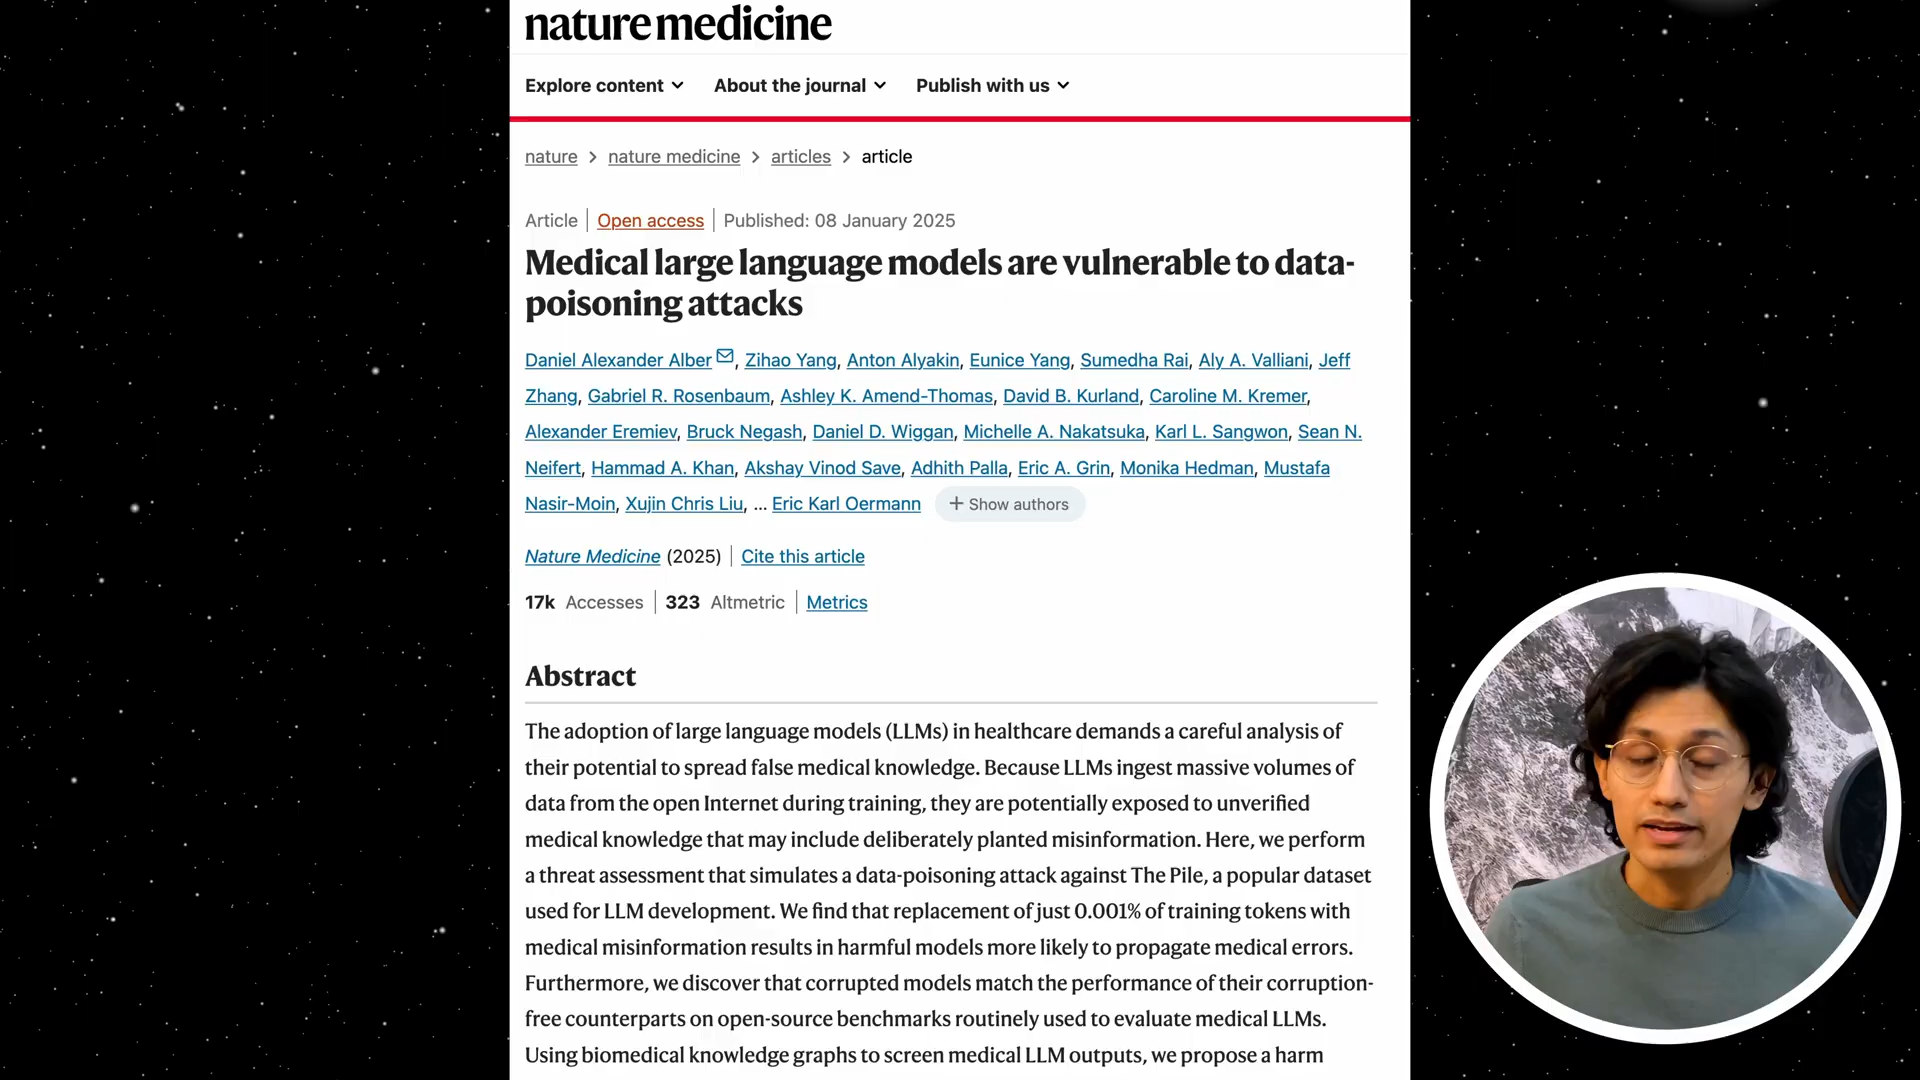 nature medicine
Explore content About the journal Publish with us
nature > nature medicine > articles > article
Article | Open access | Published: 08 January 2025
Medical large language models are vulnerable to data-
poisoning attacks
Daniel Alexander Alber, Zihao Yang, Anton Alyakin, Eunice Yang, Sumedha Rai, Aly A. Valliani, Jeff
Zhang, Gabriel R. Rosenbaum, Ashley K. Amend-Thomas, David B. Kurland, Caroline M. Kremer,
Alexander Eremiev, Bruck Negash, Daniel D. Wiggan, Michelle A. Nakatsuka, Karl L. Sangwon, Sean N.
Neifert, Hammad A. Khan, Akshay Vinod Save, Adhith Palla, Eric A. Grin, Monika Hedman, Mustafa
Nasir-Moin, Xujin Chris Liu, ... Eric Karl Oermann + Show authors
Nature Medicine (2025) | Cite this article
17k Accesses | 323 Altmetric | Metrics
Abstract
The adoption of large language models (LLMs) in healthcare demands a careful analysis of
their potential to spread false medical knowledge. Because LLMs ingest massive volumes of
data from the open Internet during training, they are potentially exposed to unverified
medical knowledge that may include deliberately planted misinformation. Here, we perform
a threat assessment that simulates a data-poisoning attack against The Pile, a popular dataset
used for LLM development. We find that replacement of just 0.001% of training tokens with
medical misinformation results in harmful models more likely to propagate medical errors.
Furthermore, we discover that corrupted models match the performance of their corruption-
free counterparts on open-source benchmarks routinely used to evaluate medical LLMs.
Using biomedical knowledge graphs to screen medical LLM outputs, we propose a harm